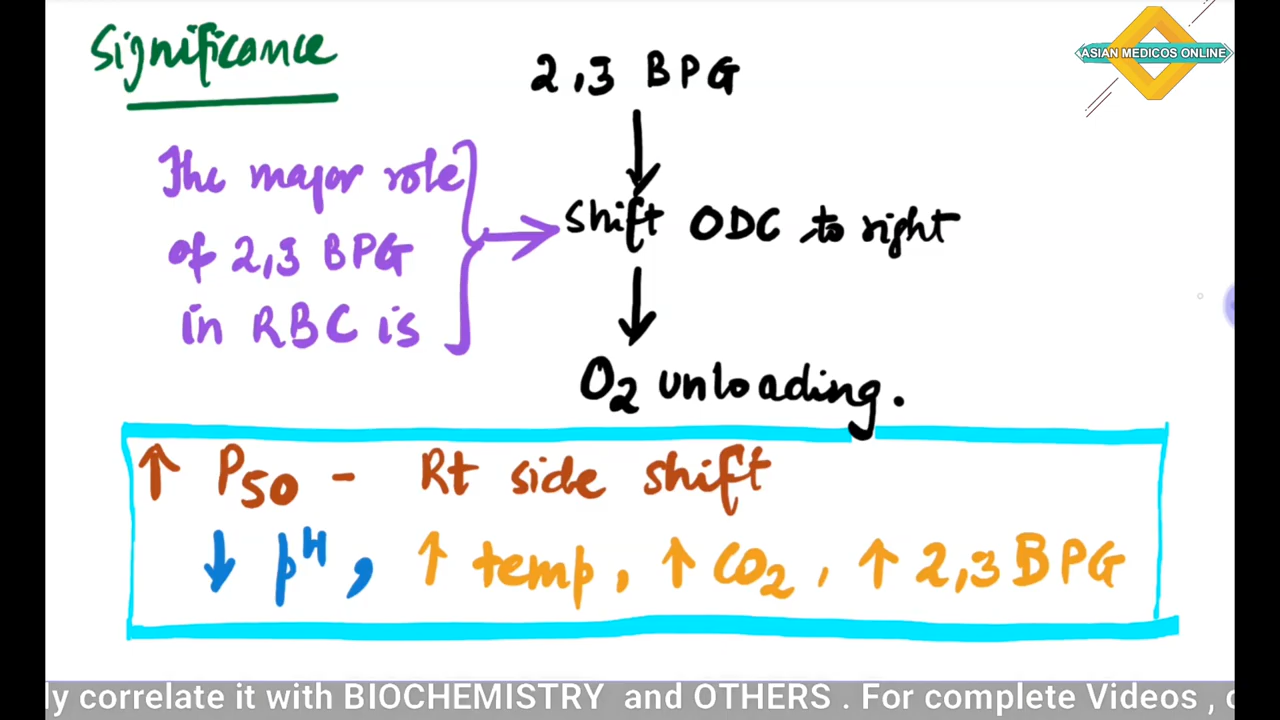 Significance
ASIAN MEDICOS ONLINE
2,3 BPG
The major role
of 2,3 BPG
in RBC is
shift ODC to right
O2 unloading.
↑ P50 - Rt side shift
↓ pH, ↑ temp, ↑ CO2, ↑ 2,3 BPG
ly correlate it with BIOCHEMISTRY and OTHERS . For complete Videos ,